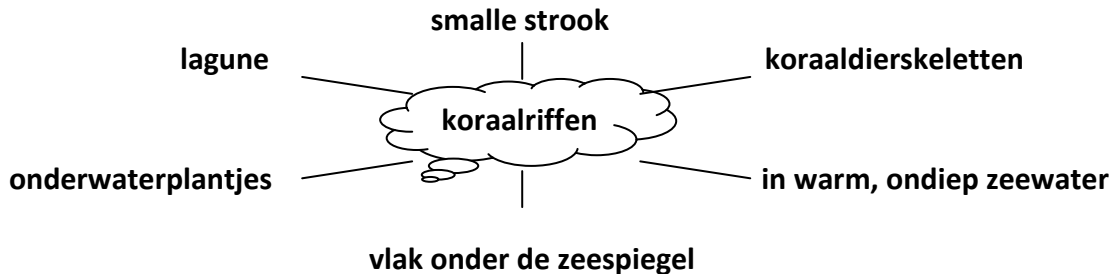 smalle strook
lagune
koraaldierskeletten
koraalriffen
onderwaterplantjes
in warm, ondiep zeewater
vlak onder de zeespiegel